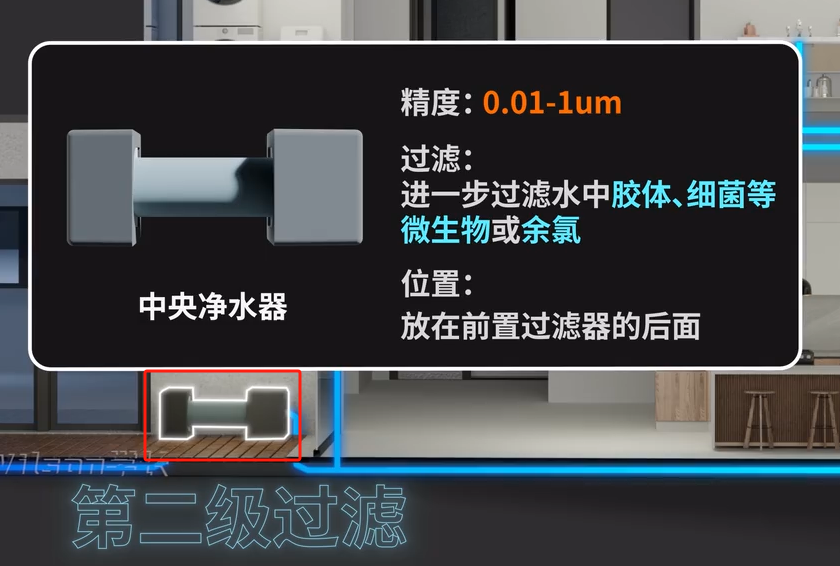 精度：0.01-1um
过滤：
进一步过滤水中胶体、细菌等
微生物或余氯
位置：
放在前置过滤器的后面
中央净水器
第二级过滤